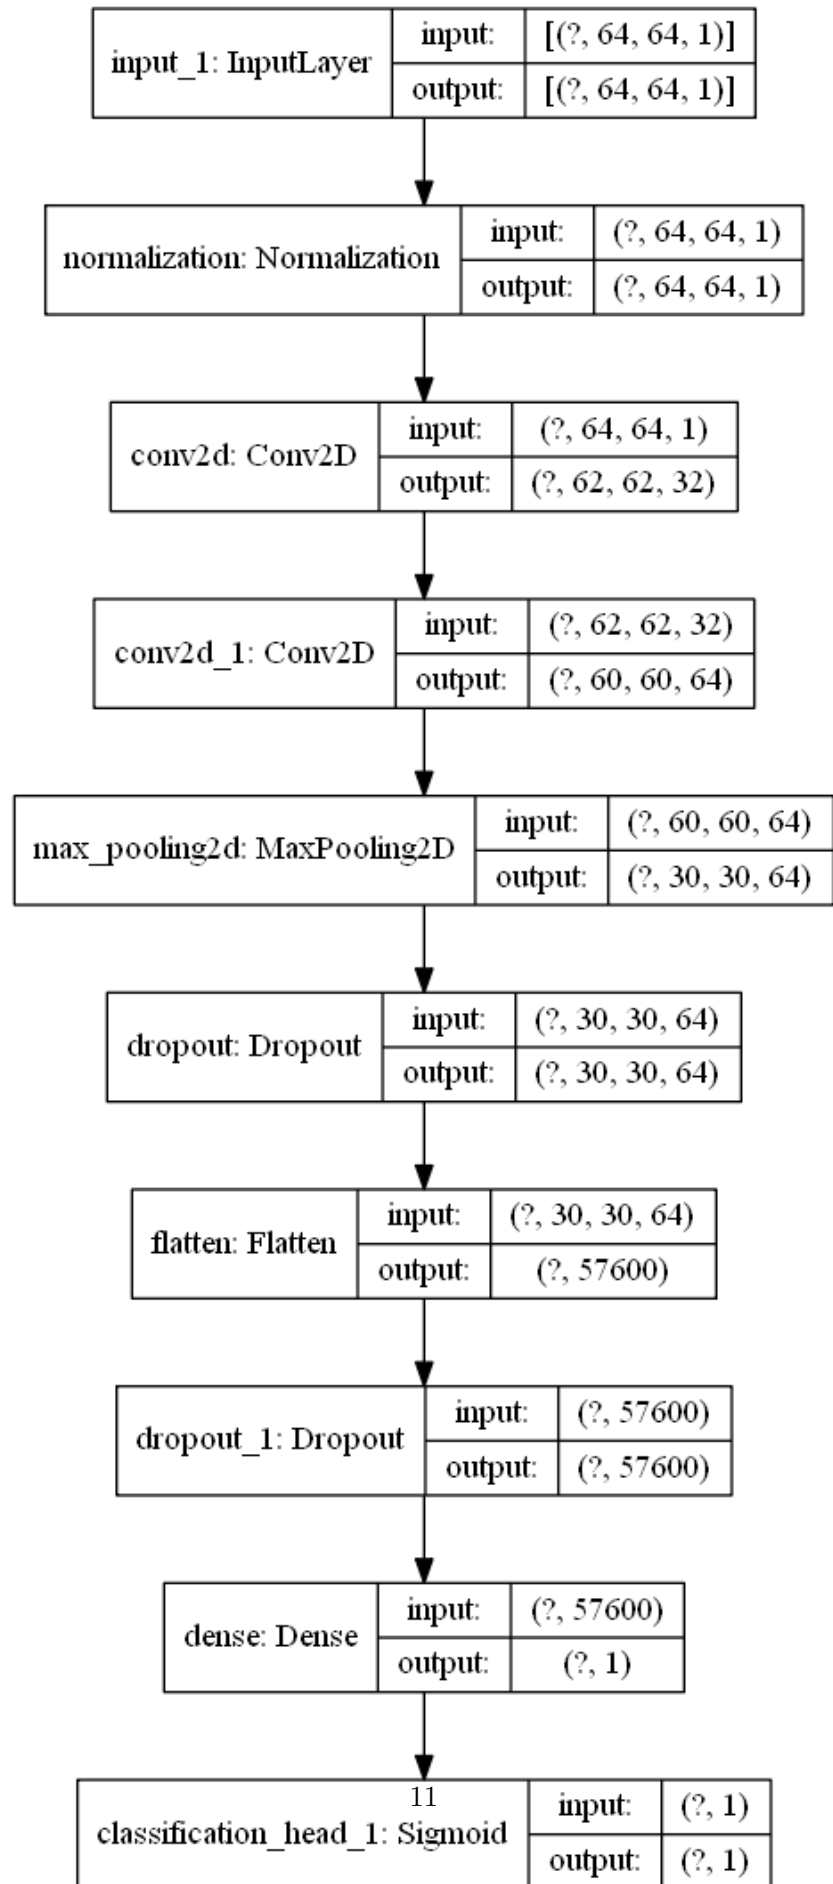 input_1: InputLayer
input: [(?, 64, 64, 1)]
output: [(?, 64, 64, 1)]
normalization: Normalization
input: (?, 64, 64, 1)
output: (?, 64, 64, 1)
conv2d: Conv2D
input: (?, 64, 64, 1)
output: (?, 62, 62, 32)
conv2d_1: Conv2D
input: (?, 62, 62, 32)
output: (?, 60, 60, 64)
max_pooling2d: MaxPooling2D
input: (?, 60, 60, 64)
output: (?, 30, 30, 64)
dropout: Dropout
input: (?, 30, 30, 64)
output: (?, 30, 30, 64)
flatten: Flatten
input: (?, 30, 30, 64)
output: (?, 57600)
dropout_1: Dropout
input: (?, 57600)
output: (?, 57600)
dense: Dense
input: (?, 57600)
output: (?, 1)
11
classification_head_1: Sigmoid
input: (?, 1)
output: (?, 1)